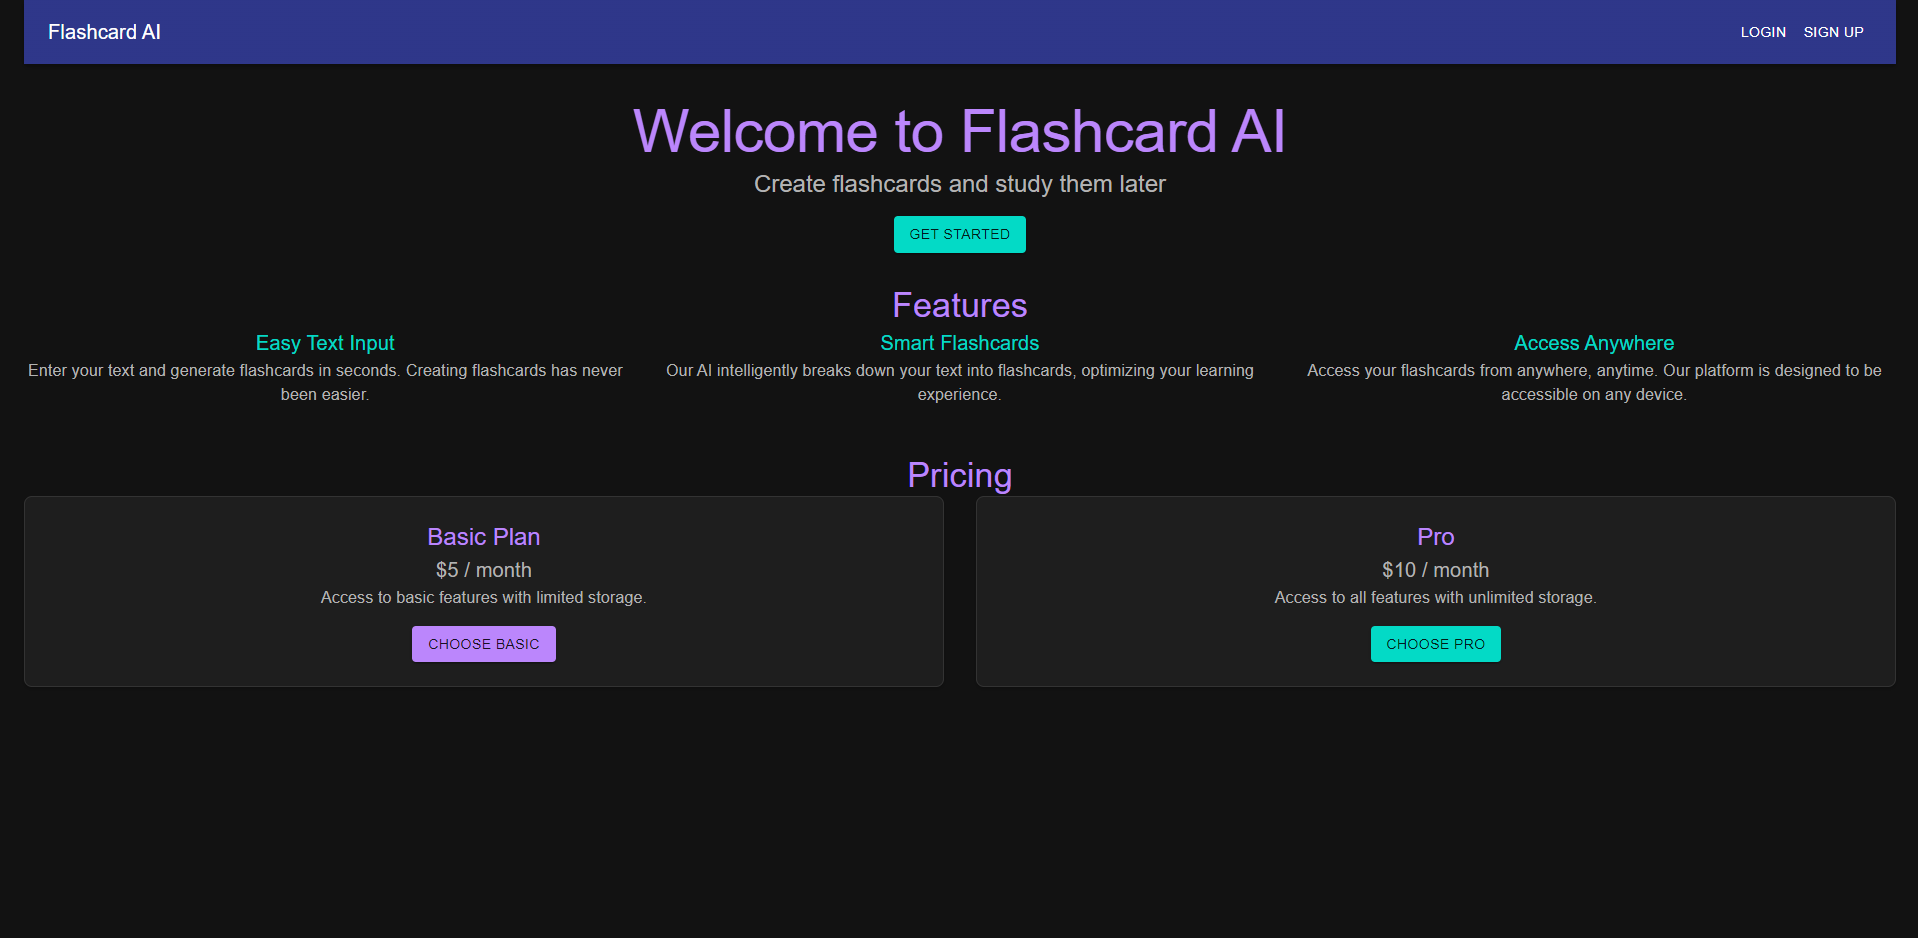 Flashcard AI
LOGIN SIGN UP
Welcome to Flashcard AI
Create flashcards and study them later
GET STARTED
Features
Easy Text Input
Enter your text and generate flashcards in seconds. Creating flashcards has never
been easier.
Smart Flashcards
Our AI intelligently breaks down your text into flashcards, optimizing your learning
experience.
Access Anywhere
Access your flashcards from anywhere, anytime. Our platform is designed to be
accessible on any device.
Pricing
Basic Plan
$5 / month
Access to basic features with limited storage.
CHOOSE BASIC
Pro
$10 / month
Access to all features with unlimited storage.
CHOOSE PRO